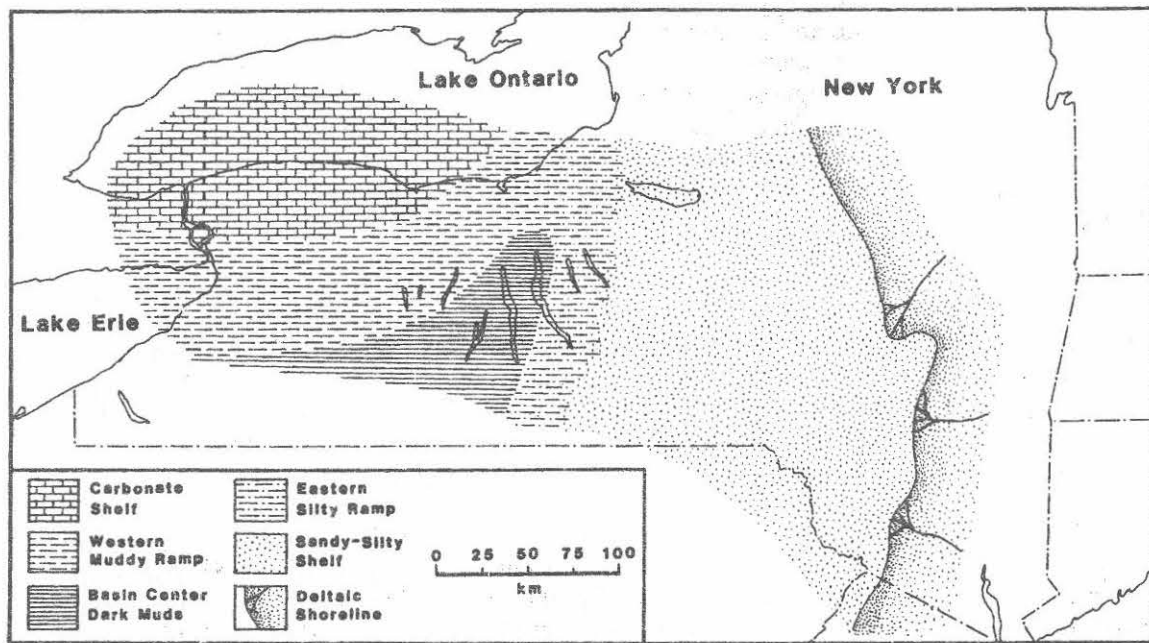 Lake Ontario
New York
Lake Erie
Carbonate
Shelf
Eastern
Silty Ramp
Western
Muddy Ramp
Sandy-Silty
Shelf
0 25 50 75 100
km
Basin Center
Dark Muds
Deltaic
Shoreline